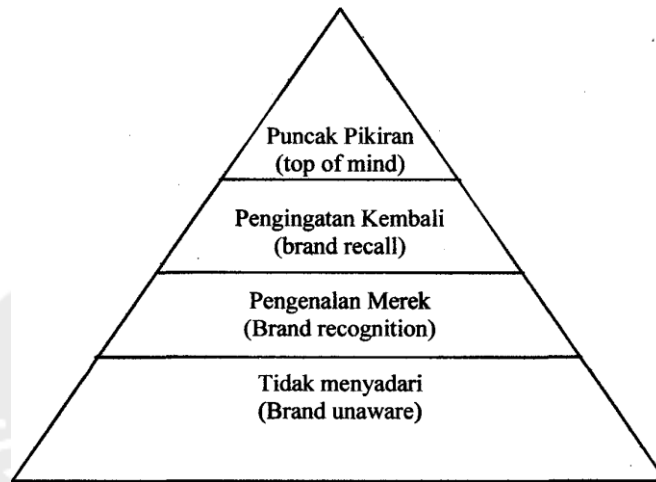 Puncak Pikiran
(top of mind)
Pengingatan Kembali
(brand recall)
Pengenalan Merek
(Brand recognition)
Tidak menyadari
(Brand unaware)